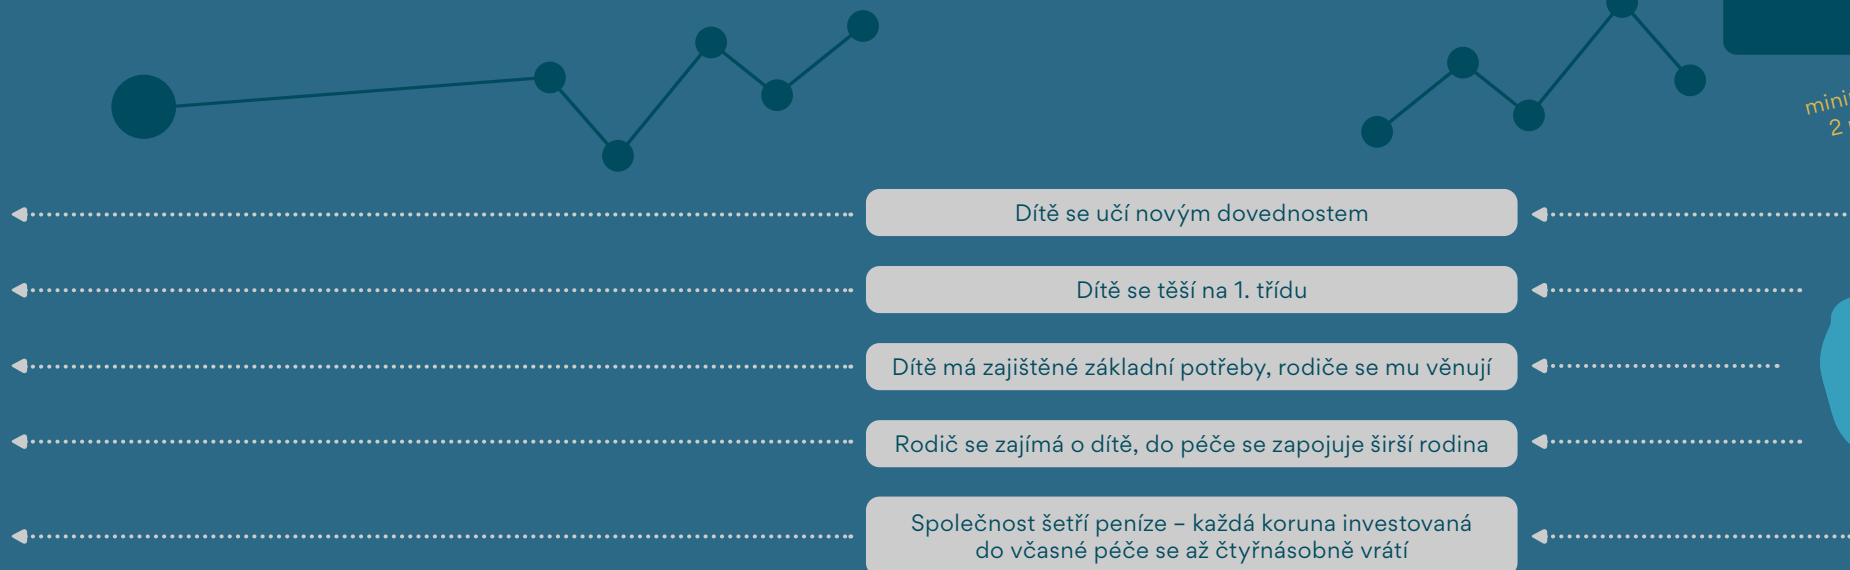 2
Dítě se učí novým dovednostem
Dítě se těší na 1. třídu
Dítě má zajištěné základní potřeby, rodiče se mu věnují
Rodič se zajímá o dítě, do péče se zapojuje širší rodina
Společnost šetří peníze – každá koruna investovaná
do včasné péče se až čtyřnásobně vrátí